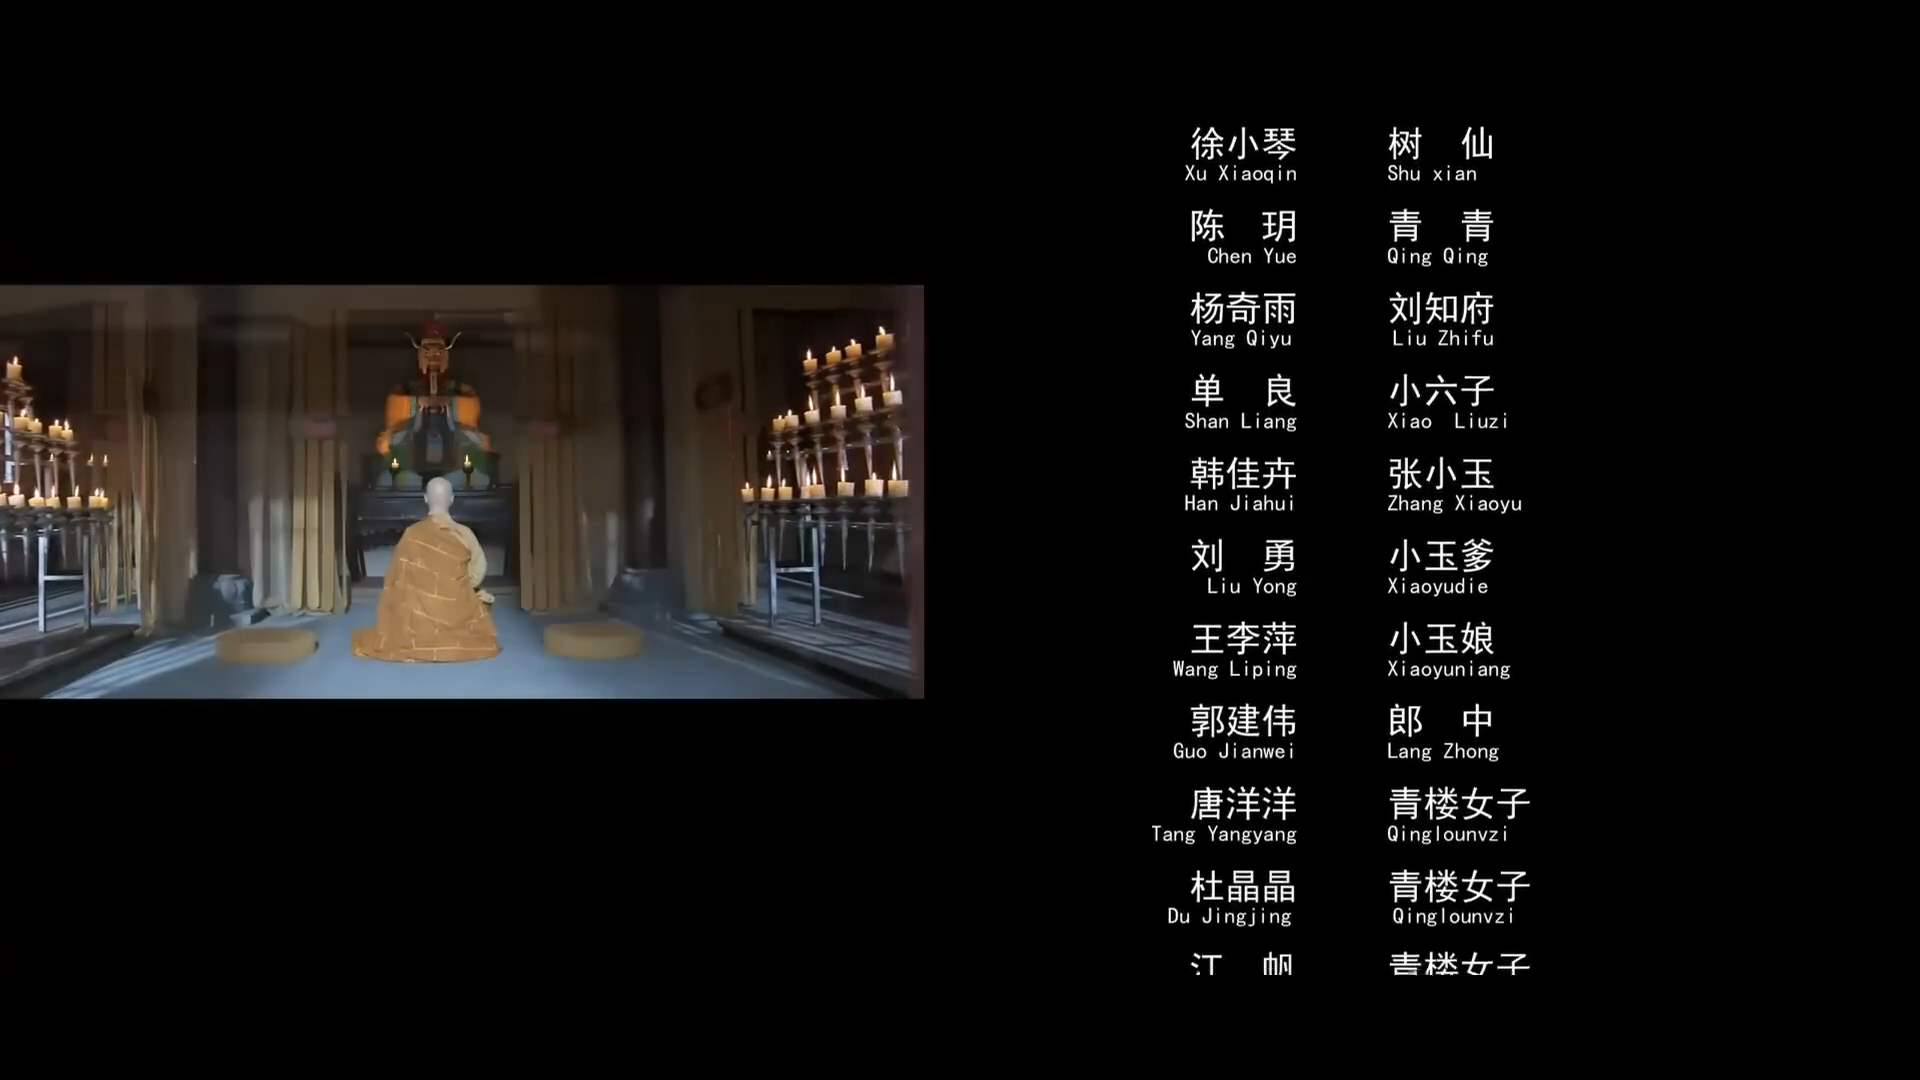 徐小琴 树 仙
Xu Xiaoqin Shu xian
陈 玥 青 青
Chen Yue Qing Qing
杨奇雨 刘知府
Yang Qiyu Liu Zhifu
单 良 小六子
Shan Liang Xiao Liuzi
韩佳卉 张小玉
Han Jiahui Zhang Xiaoyu
刘 勇 小玉爹
Liu Yong Xiaoyudie
王李萍 小玉娘
Wang Liping Xiaoyuniang
郭建伟 郎 中
Guo Jianwei Lang Zhong
唐洋洋 青楼女子
Tang Yangyang Qinglounvzi
杜晶晶 青楼女子
Du Jingjing Qinglounvzi
青楼女子